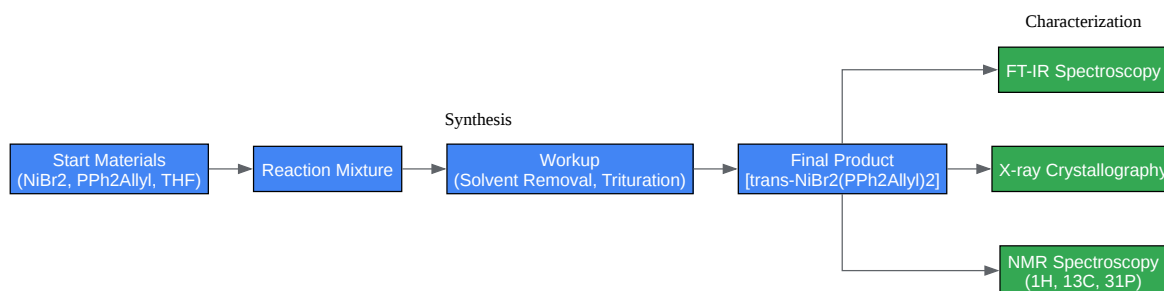 Characterization
FT-IR Spectroscopy
Synthesis
Start Materials
(NiBr2, PPh2Allyl, THF)
Reaction Mixture
Workup
(Solvent Removal, Trituration)
Final Product
[trans-NiBr2(PPh2Allyl)2]
X-ray Crystallography
NMR Spectroscopy
(1H, 13C, 31P)